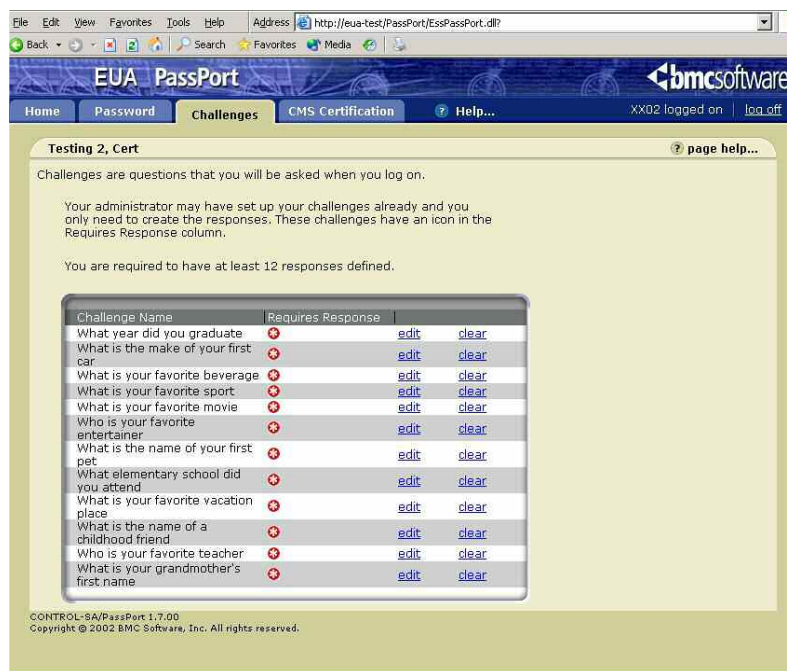 File Edit View Favorites Tools Help Address http://eua-test/PassPort/EssPassPort.dll?
Back Search Favorites Media
EUA PassPort bmcsoftware
Home Password Challenges CMS Certification ? Help... XX02 logged on | log off
Testing 2, Cert ? page help...
Challenges are questions that you will be asked when you log on.
Your administrator may have set up your challenges already and you
only need to create the responses. These challenges have an icon in the
Requires Response column.
You are required to have at least 12 responses defined.
Challenge Name Requires Response
What year did you graduate edit clear
What is the make of your first
car edit clear
What is your favorite beverage edit clear
What is your favorite sport edit clear
What is your favorite movie edit clear
Who is your favorite
entertainer edit clear
What is the name of your first
pet edit clear
What elementary school did
you attend edit clear
What is your favorite vacation
place edit clear
What is the name of a
childhood friend edit clear
Who is your favorite teacher edit clear
What is your grandmother's
first name edit clear
CONTROL-SA/PassPort 1.7.00
Copyright © 2002 BMC Software, Inc. All rights reserved.